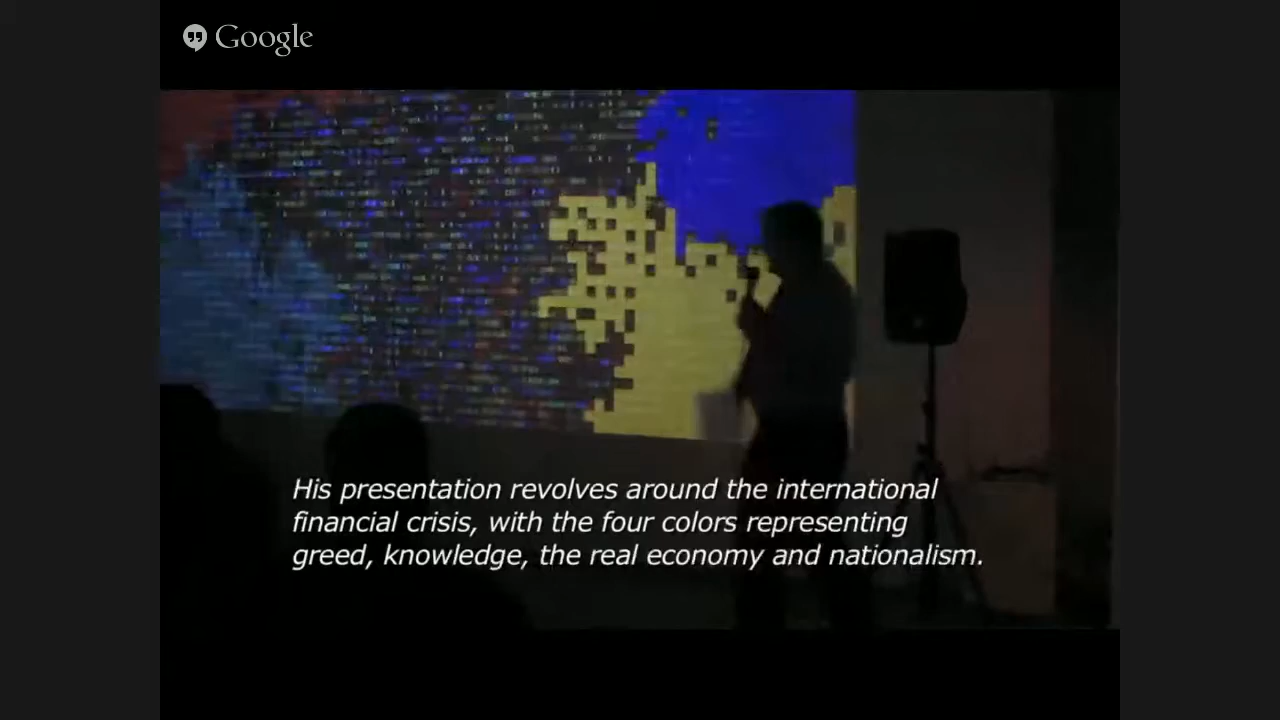 Google
His presentation revolves around the international
financial crisis, with the four colors representing
greed, knowledge, the real economy and nationalism.